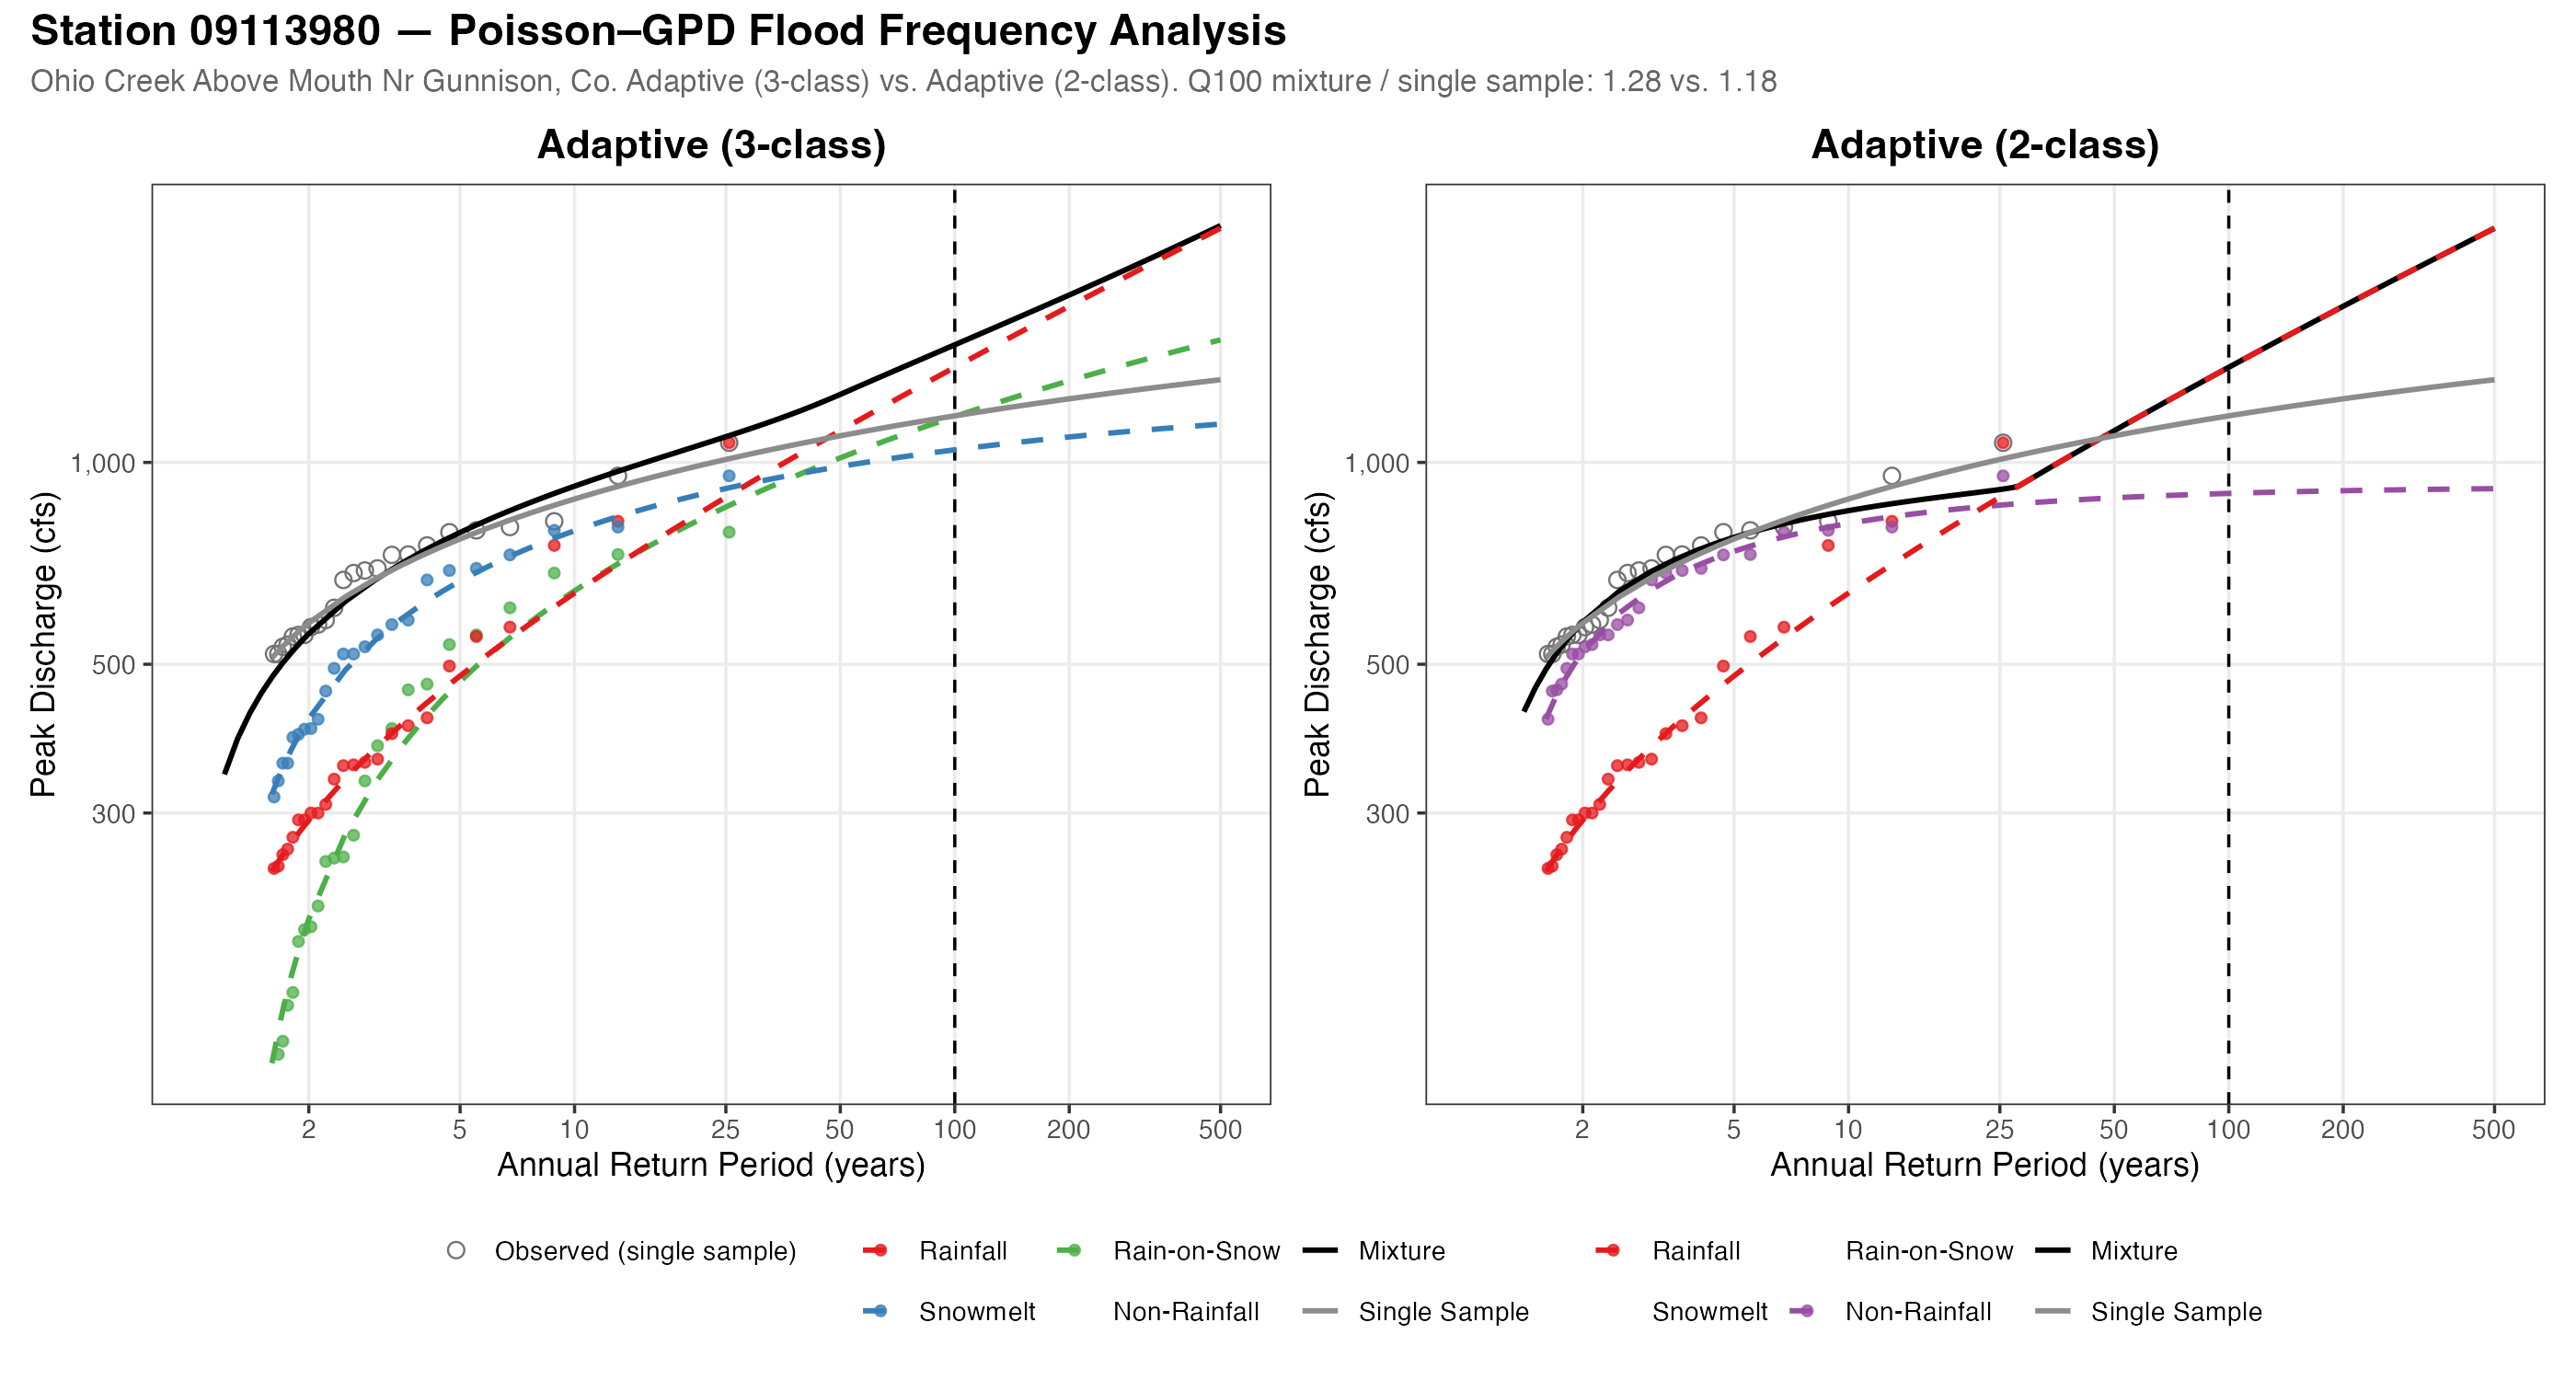 Station 09113980 — Poisson–GPD Flood Frequency Analysis
Ohio Creek Above Mouth Nr Gunnison, Co. Adaptive (3-class) vs. Adaptive (2-class). Q100 mixture / single sample: 1.28 vs. 1.18
Adaptive (3-class)
Peak Discharge (cfs)
1,000
500
300
2 5 10 25 50 100 200 500
Annual Return Period (years)
Adaptive (2-class)
Peak Discharge (cfs)
1,000
500
300
2 5 10 25 50 100 200 500
Annual Return Period (years)
Observed (single sample) Rainfall Rain-on-Snow Mixture Rainfall Rain-on-Snow Mixture
Snowmelt Non-Rainfall Single Sample Snowmelt Non-Rainfall Single Sample